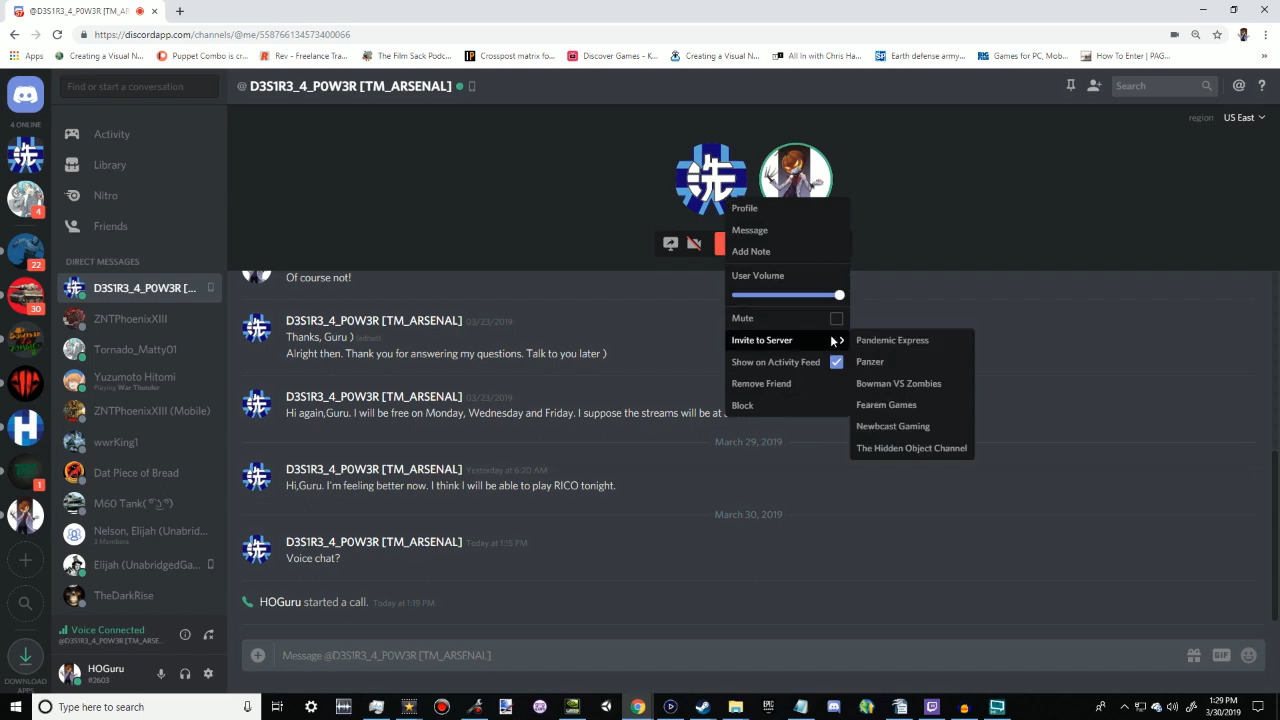 https://discordapp.com/channels/@me/558766134573400066
Apps
Creating a Visual N...
Puppet Combo is cr...
Rev - Freelance Tra...
The Film Sack Podc...
Crosspost matrix fo...
Discover Games - K...
Creating a Visual N...
All In with Chris Ha...
Earth defense army...
Games for PC, Mob...
How To Enter | PAG...
Find or start a conversation
@ D3S1R3_4_P0W3R [TM_ARSENAL]
Search
region US East
4 ONLINE
Activity
Library
Nitro
Friends
DIRECT MESSAGES
D3S1R3_4_P0W3R [...
ZNTPhoenixXIII
Tornado_Matty01
Yuzumoto Hitomi
Playing War Thunder
ZNTPhoenixXIII (Mobile)
wwrKing1
Dat Piece of Bread
Nelson, Elijah (Unabrid...
2 Members
Elijah (UnabridgedGa...
TheDarkRise
4
22
30
1
DOWNLOAD
APPS
Voice Connected
@D3S1R3_4_P0W3R [TM_ARSE...
HOGuru
#2603
洗
Profile
Message
Add Note
User Volume
Mute
Invite to Server
Show on Activity Feed
Remove Friend
Block
Pandemic Express
Panzer
Bowman VS Zombies
Fearem Games
Newbcast Gaming
The Hidden Object Channel
Of course not!
D3S1R3_4_P0W3R [TM_ARSENAL] 03/23/2019
Thanks, Guru ) (edited)
Alright then. Thank you for answering my questions. Talk to you later )
D3S1R3_4_P0W3R [TM_ARSENAL] 03/23/2019
Hi again,Guru. I will be free on Monday, Wednesday and Friday. I suppose the streams will be at
March 29, 2019
D3S1R3_4_P0W3R [TM_ARSENAL] Yesterday at 6:20 AM
Hi,Guru. I'm feeling better now. I think I will be able to play RICO tonight.
March 30, 2019
D3S1R3_4_P0W3R [TM_ARSENAL] Today at 1:15 PM
Voice chat?
HOGuru started a call. Today at 1:19 PM
Message @D3S1R3_4_P0W3R [TM_ARSENAL]
GIF
Type here to search
1:29 PM
3/30/2019